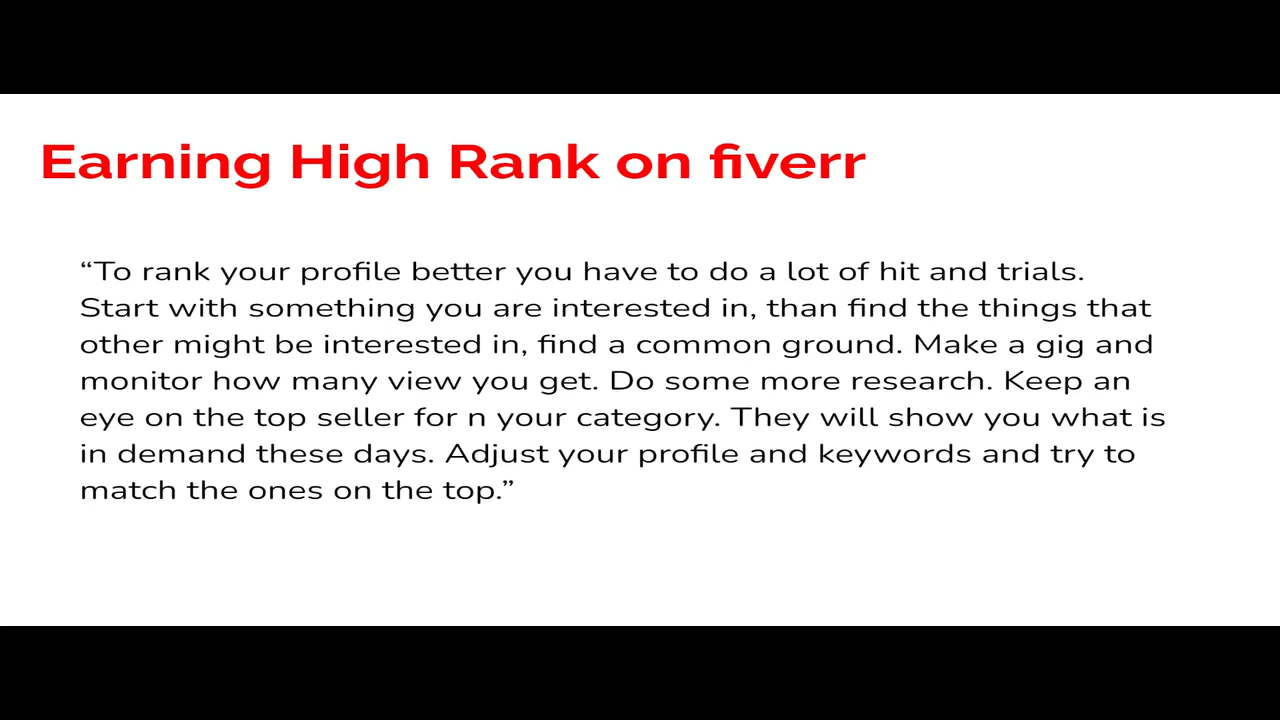 Earning High Rank on fiverr
“To rank your profile better you have to do a lot of hit and trials.
Start with something you are interested in, than find the things that
other might be interested in, find a common ground. Make a gig and
monitor how many view you get. Do some more research. Keep an
eye on the top seller for n your category. They will show you what is
in demand these days. Adjust your profile and keywords and try to
match the ones on the top.”